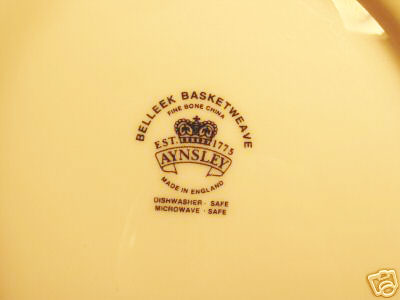 BELLEEK BASKETWEAVE
FINE BONE CHINA
EST. 1775
AYNSLEY
MADE IN ENGLAND
DISHWASHER · SAFE
MICROWAVE · SAFE